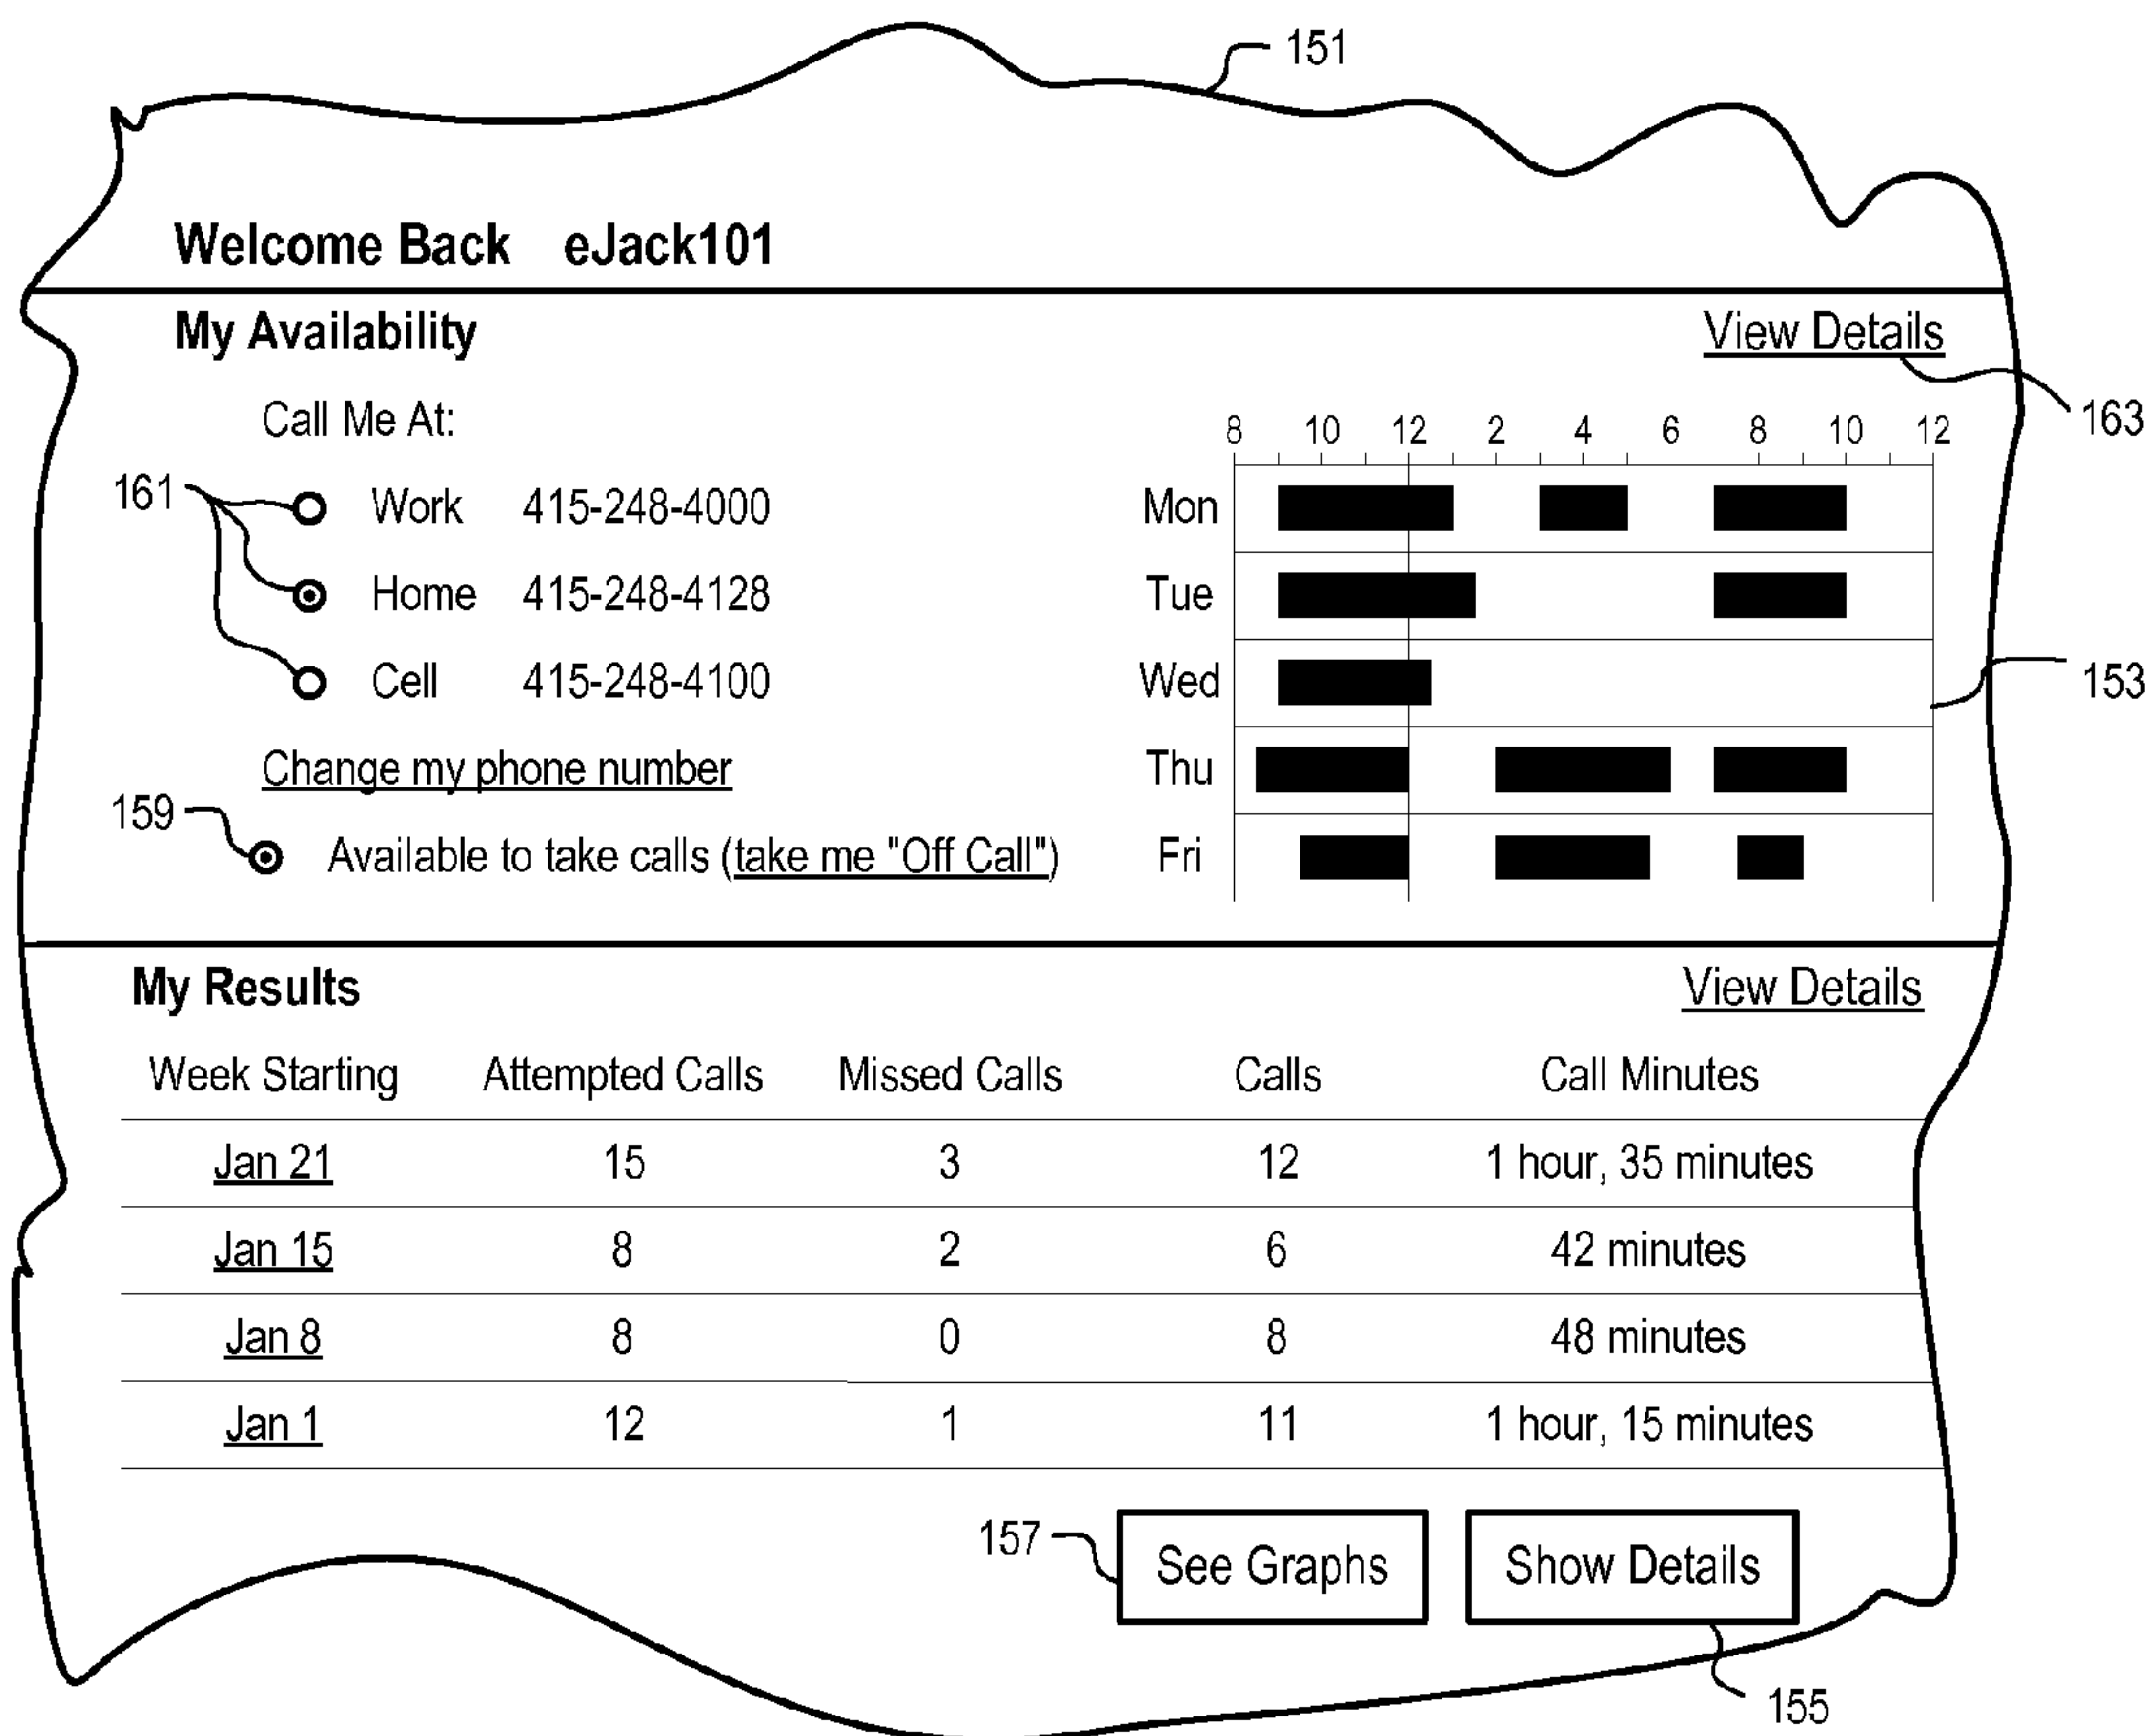 151
Welcome Back eJack101
My Availability View Details
163
Call Me At:
8 10 12 2 4 6 8 10 12
161 Work 415-248-4000 Mon
Home 415-248-4128 Tue
Cell 415-248-4100 Wed
153
Change my phone number Thu
159
Available to take calls (take me "Off Call") Fri
My Results View Details
Week Starting Attempted Calls Missed Calls Calls Call Minutes
Jan 21 15 3 12 1 hour, 35 minutes
Jan 15 8 2 6 42 minutes
Jan 8 8 0 8 48 minutes
Jan 1 12 1 11 1 hour, 15 minutes
157 See Graphs Show Details
155